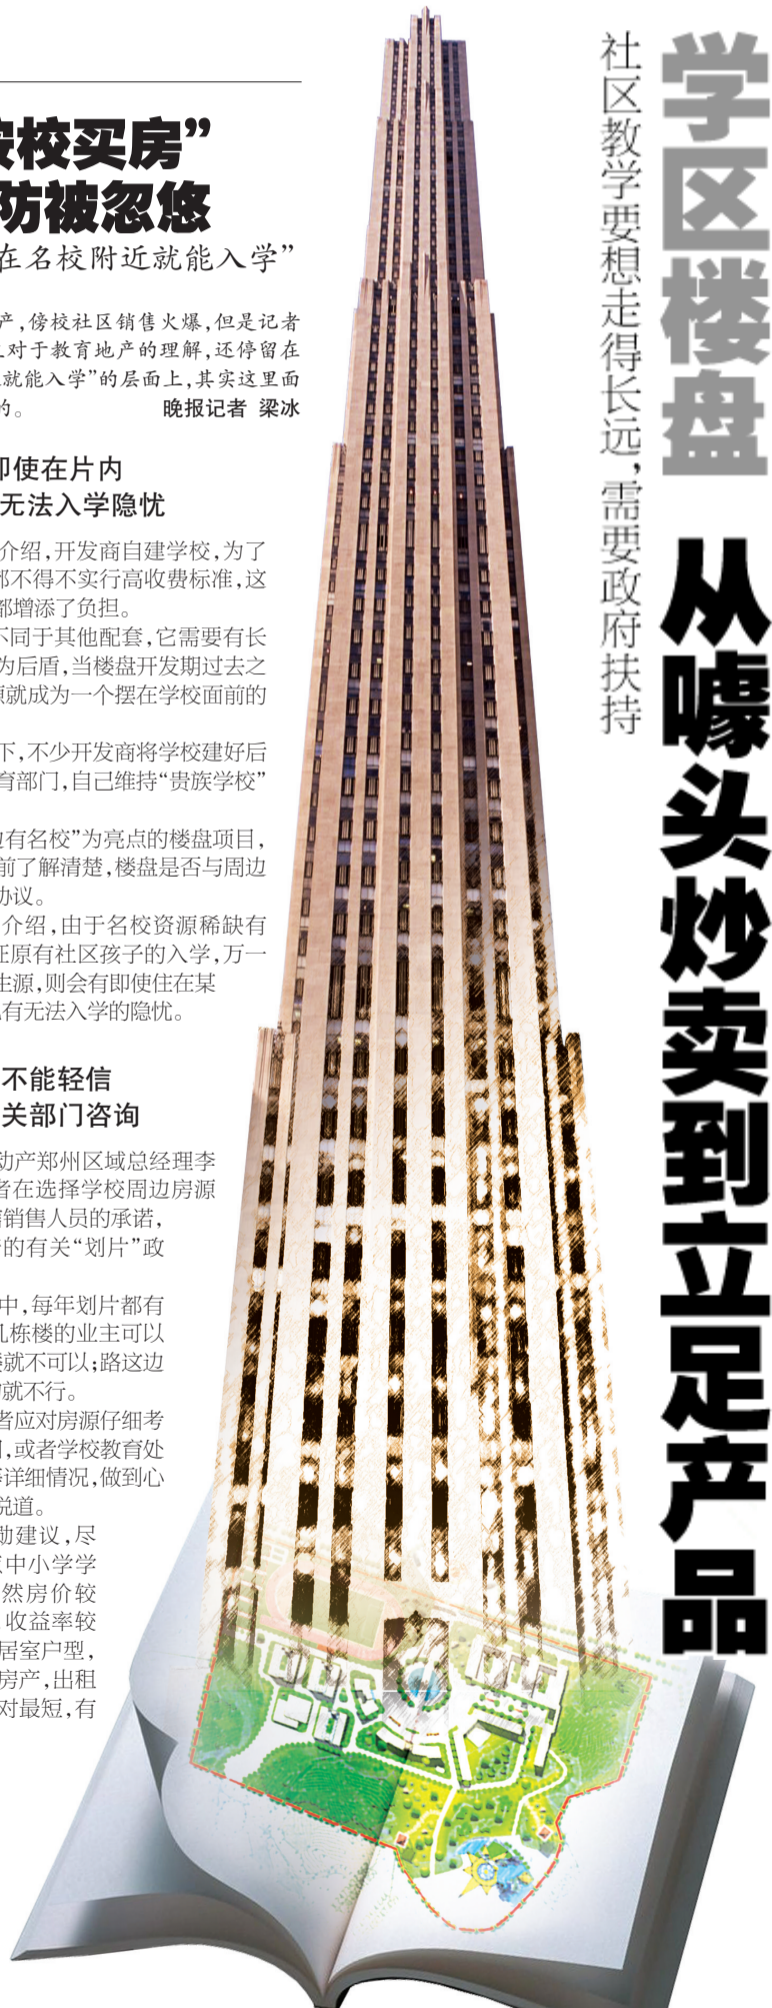 学区楼盘 从噱头炒卖到立足产品
社区教学要想走得长远,需要政府扶持
校买房”
防被忽悠
在名校附近就能入学”
产,傍校社区销售火爆,但是记者
对于教育地产的理解,还停留在
就能入学”的层面上,其实这里面
的。 晚报记者 梁冰
即使在片内
无法入学隐忧
介绍,开发商自建学校,为了
都不得不实行高收费标准,这
都增添了负担。
不同于其他配套,它需要有长
为后盾,当楼盘开发期过去之
就成为一个摆在学校面前的
下,不少开发商将学校建好后
育部门,自己维持“贵族学校”
有名校”为亮点的楼盘项目,
前了解清楚,楼盘是否与周边
协议。
介绍,由于名校资源稀缺有
证原有社区孩子的入学,万一
生源,则会有即使住在某
有无法入学的隐忧。
不能轻信
关部门咨询
动产郑州区域总经理李
者在选择学校周边房源
销售人员的承诺,
的有关“划片”政
中,每年划片都有
几栋楼的业主可以
就不可以;路这边
就不行。
者应对房源仔细考
,或者学校教育处
详细情况,做到心
说道。
勋建议,尽
中小学学
然房价较
收益率较
居室户型,
房产,出租
对最短,有